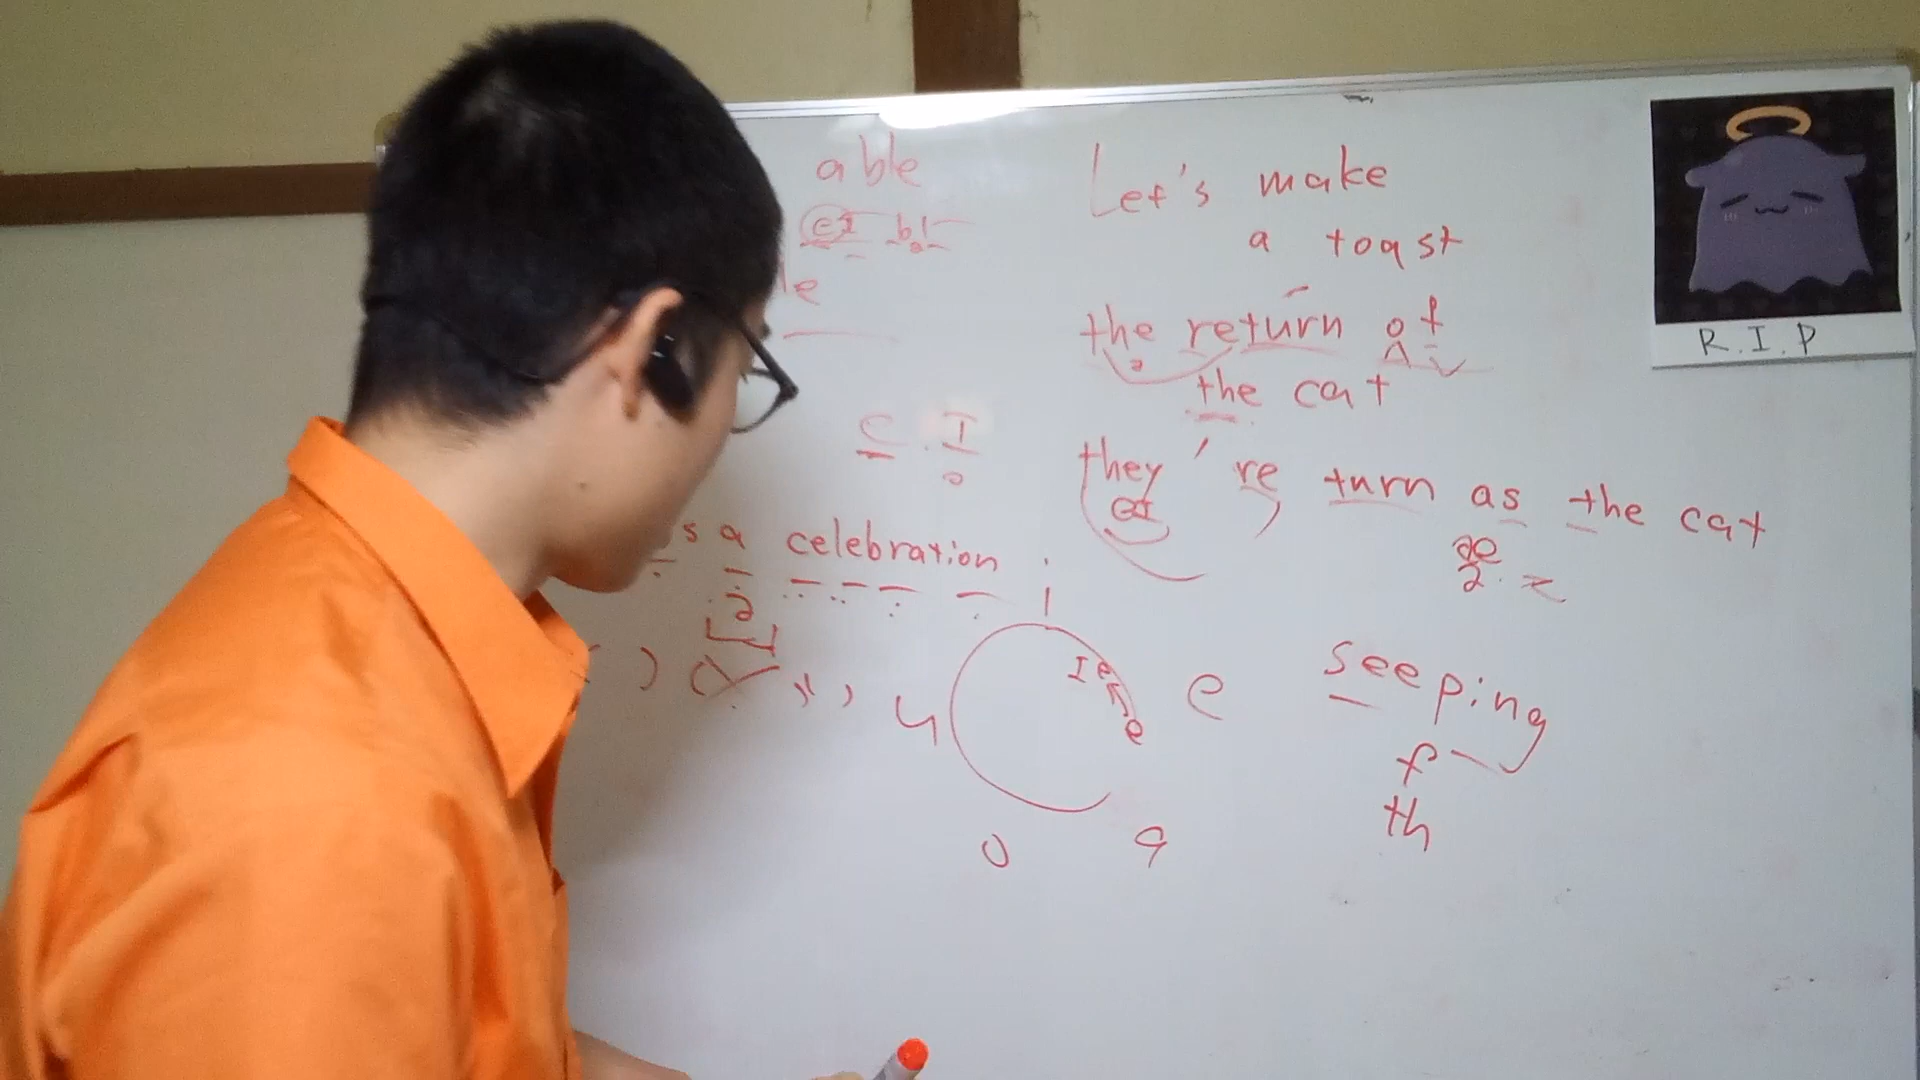 able
eI bl
le
C I
s a celebration
Let's make
a toast
the return of
the cat
they 're turn as the cat
eI
æ
z
seeping
f
th
I e
e
i
e
u
o
a
R.I.P